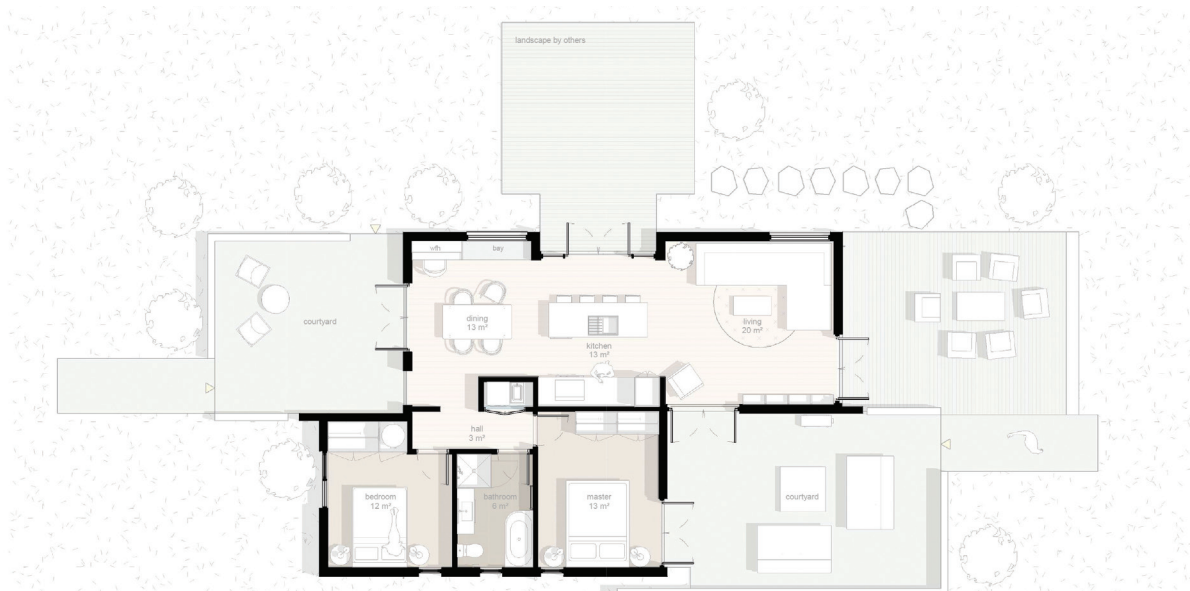 landscape by others
wfh
bay
courtyard
dining
13 m²
living
20 m²
kitchen
13 m²
hall
3 m²
bedroom
12 m²
bathroom
6 m²
master
13 m²
courtyard